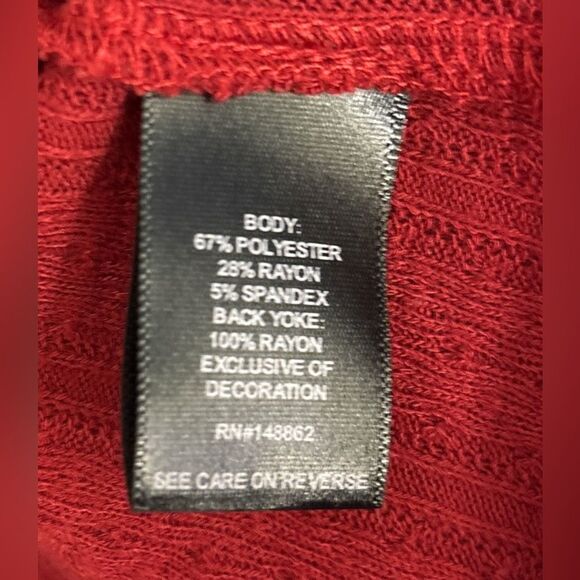 BODY:
67% POLYESTER
28% RAYON
5% SPANDEX
BACK YOKE:
100% RAYON
EXCLUSIVE OF
DECORATION
RN#148862
SEE CARE ON REVERSE